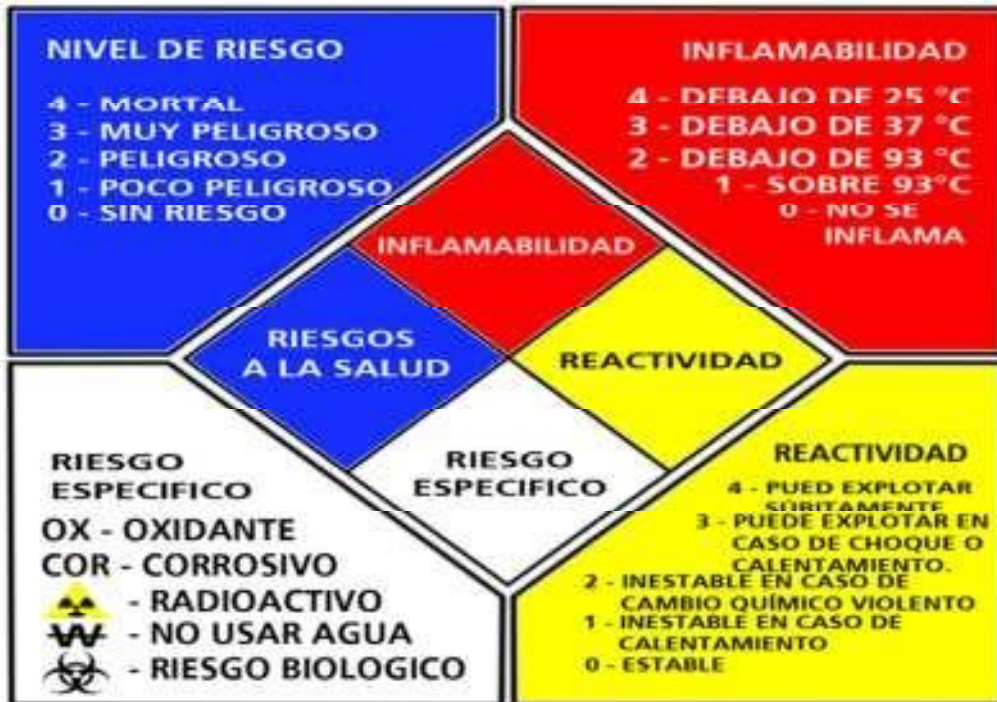 NIVEL DE RIESGO
4 - MORTAL
3 - MUY PELIGROSO
2 - PELIGROSO
1 - POCO PELIGROSO
0 - SIN RIESGO
INFLAMABILIDAD
4 - DEBAJO DE 25 °C
3 - DEBAJO DE 37 °C
2 - DEBAJO DE 93 °C
1 - SOBRE 93°C
0 - NO SE
INFLAMA
INFLAMABILIDAD
RIESGOS
A LA SALUD
REACTIVIDAD
RIESGO
ESPECIFICO
RIESGO
ESPECIFICO
OX - OXIDANTE
COR - CORROSIVO
- RADIOACTIVO
W - NO USAR AGUA
- RIESGO BIOLOGICO
REACTIVIDAD
4 - PUED EXPLOTAR
SÚBITAMENTE
3 - PUEDE EXPLOTAR EN
CASO DE CHOQUE O
CALENTAMIENTO.
2 - INESTABLE EN CASO DE
CAMBIO QUÍMICO VIOLENTO
1 - INESTABLE EN CASO DE
CALENTAMIENTO
0 - ESTABLE